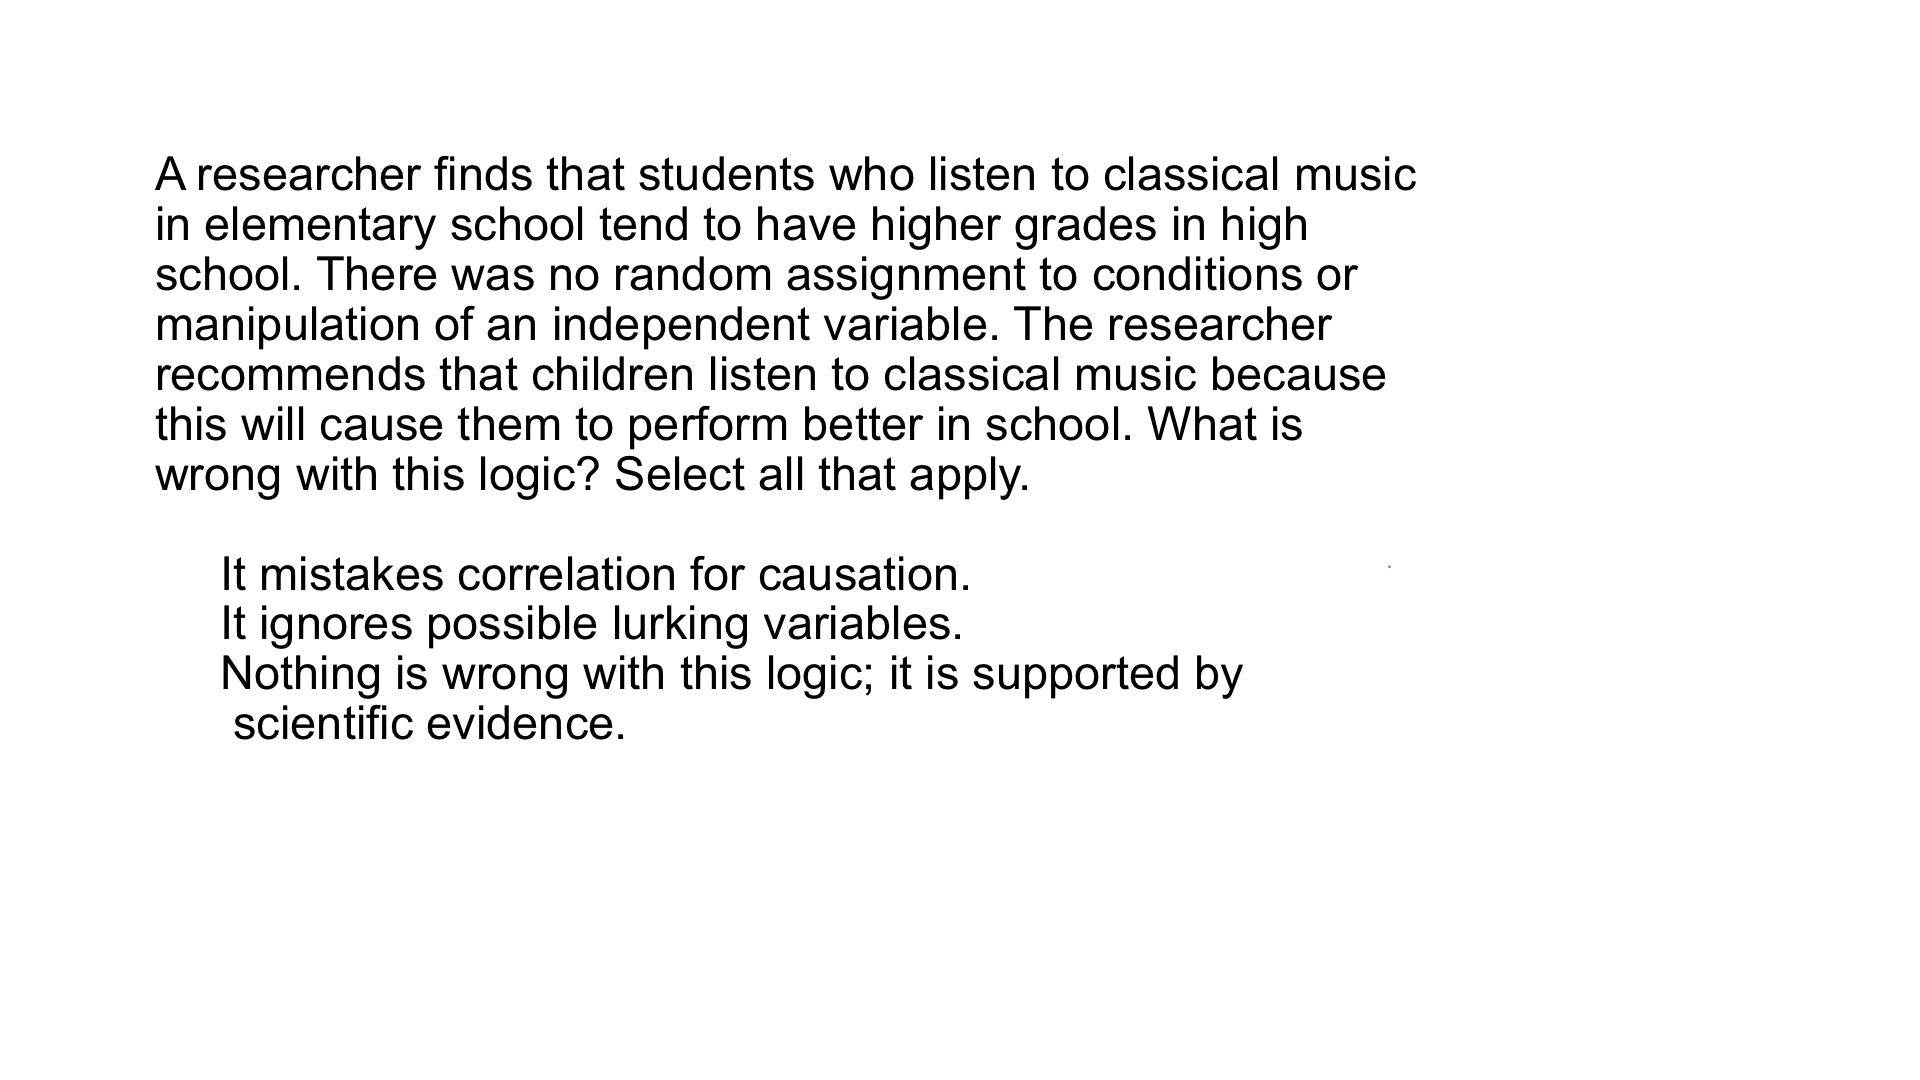 A researcher finds that students who listen to classical music
in elementary school tend to have higher grades in high
school. There was no random assignment to conditions or
manipulation of an independent variable. The researcher
recommends that children listen to classical music because
this will cause them to perform better in school. What is
wrong with this logic? Select all that apply.
It mistakes correlation for causation.
It ignores possible lurking variables.
Nothing is wrong with this logic; it is supported by
scientific evidence.